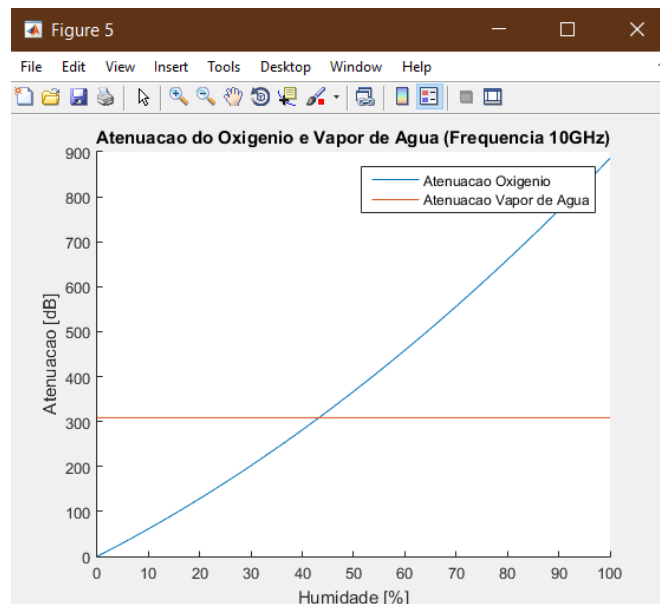 Figure 5
File Edit View Insert Tools Desktop Window Help
Atenuacao do Oxigenio e Vapor de Agua (Frequencia 10GHz)
Atenuacao Oxigenio
Atenuacao Vapor de Agua
Atenuacao [dB]
900
800
700
600
500
400
300
200
100
0
0 10 20 30 40 50 60 70 80 90 100
Humidade [%]